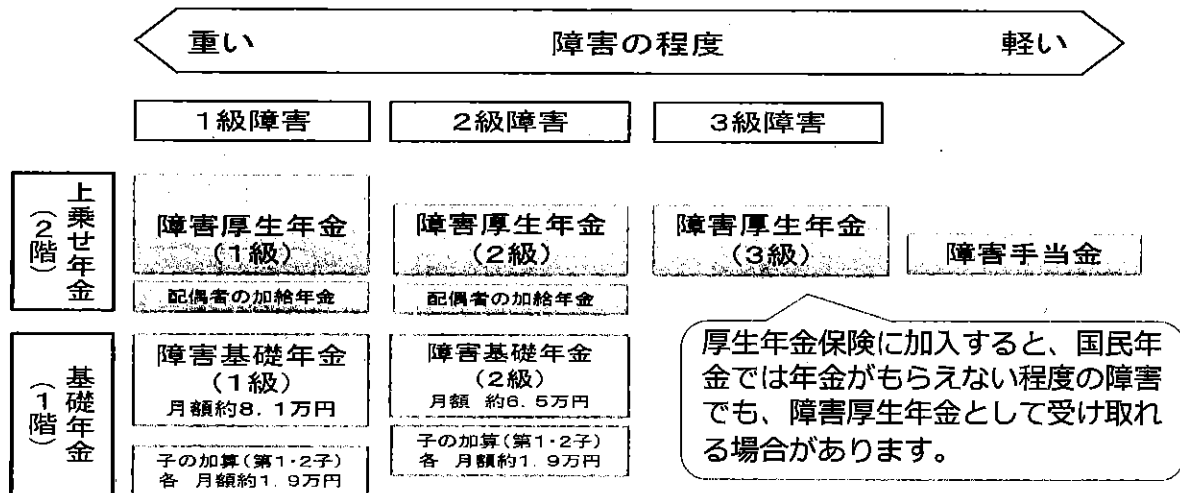 重い 障害の程度 軽い
1級障害 2級障害 3級障害
上乗せ年金
(2階)
障害厚生年金
(1級)
配偶者の加給年金
障害厚生年金
(2級)
配偶者の加給年金
障害厚生年金
(3級)
障害手当金
基礎年金
(1階)
障害基礎年金
(1級)
月額約8.1万円
子の加算(第1・2子)
各 月額約1.9万円
障害基礎年金
(2級)
月額 約6.5万円
子の加算(第1・2子)
各 月額約1.9万円
厚生年金保険に加入すると、国民年
金では年金がもらえない程度の障害
でも、障害厚生年金として受け取れ
る場合があります。